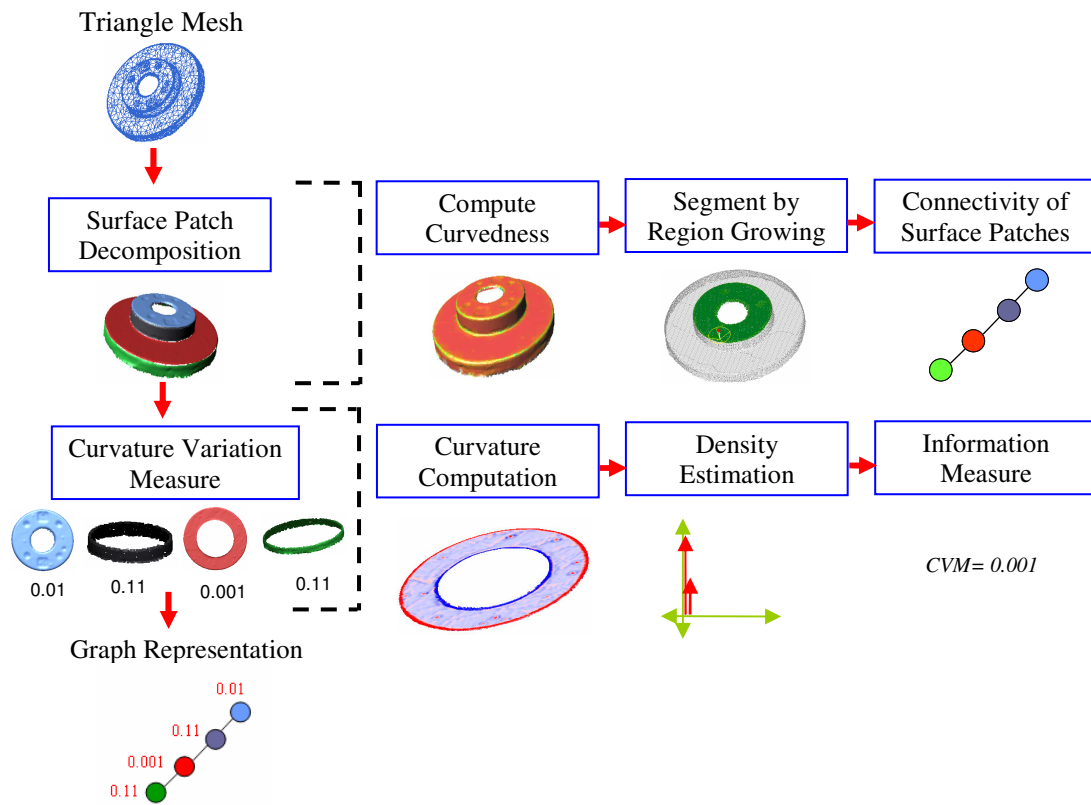 Triangle Mesh
Surface Patch
Decomposition
Compute
Curvedness
Segment by
Region Growing
Connectivity of
Surface Patches
Curvature Variation
Measure
0.01
0.11
0.001
0.11
Curvature
Computation
Density
Estimation
Information
Measure
CVM= 0.001
Graph Representation
0.01
0.11
0.001
0.11